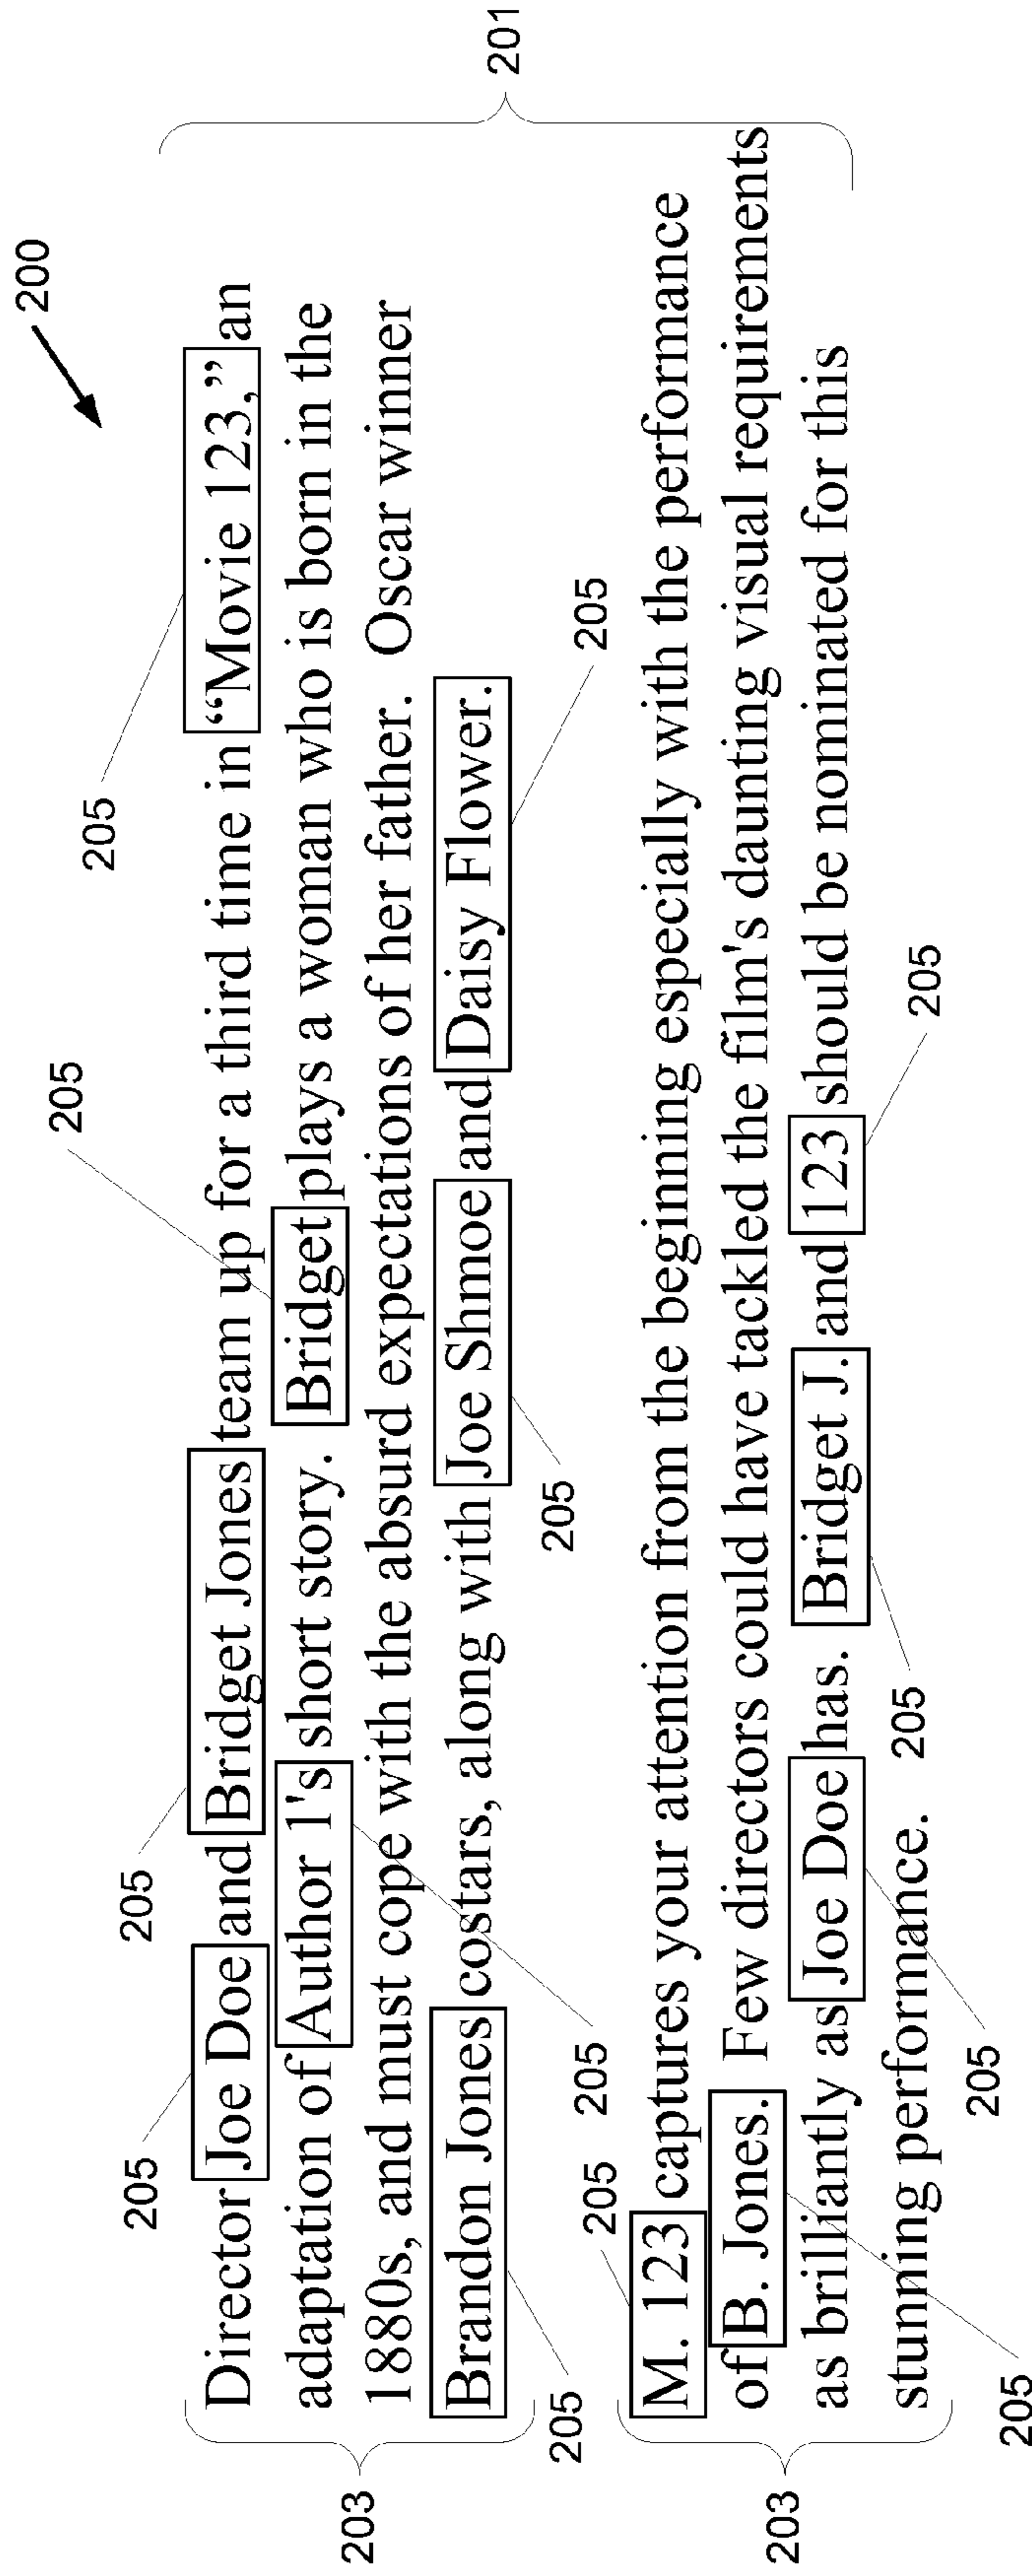 200
205 205 205 205
Director Joe Doe and Bridget Jones team up for a third time in “Movie 123,” an
adaptation of Author 1's short story. Bridget plays a woman who is born in the
1880s, and must cope with the absurd expectations of her father. Oscar winner
Brandon Jones costars, along with Joe Shmoe and Daisy Flower.
203
201
205 205 205 205
205
M. 123 captures your attention from the beginning especially with the performance
of B. Jones. Few directors could have tackled the film's daunting visual requirements
as brilliantly as Joe Doe has. Bridget J. and 123 should be nominated for this
stunning performance.
203
205 205 205 205